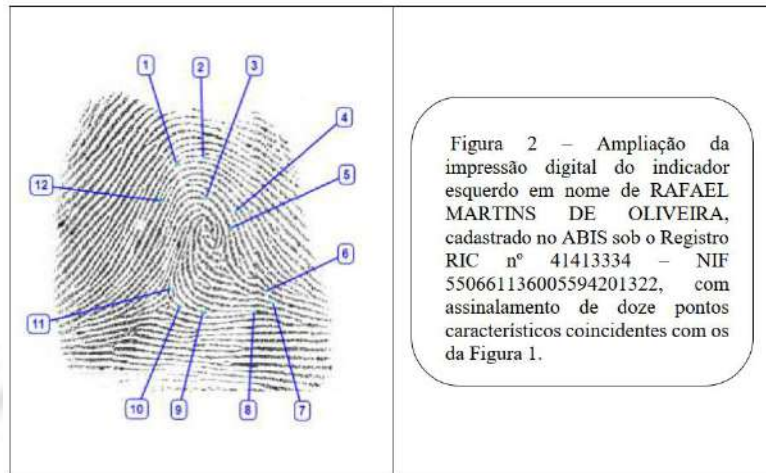 1
2
3
4
5
6
7
8
9
10
11
12
Figura 2 – Ampliação da
impressão digital do indicador
esquerdo em nome de RAFAEL
MARTINS DE OLIVEIRA,
cadastrado no ABIS sob o Registro
RIC nº 41413334 – NIF
550661136005594201322, com
assinalamento de doze pontos
característicos coincidentes com os
da Figura 1.